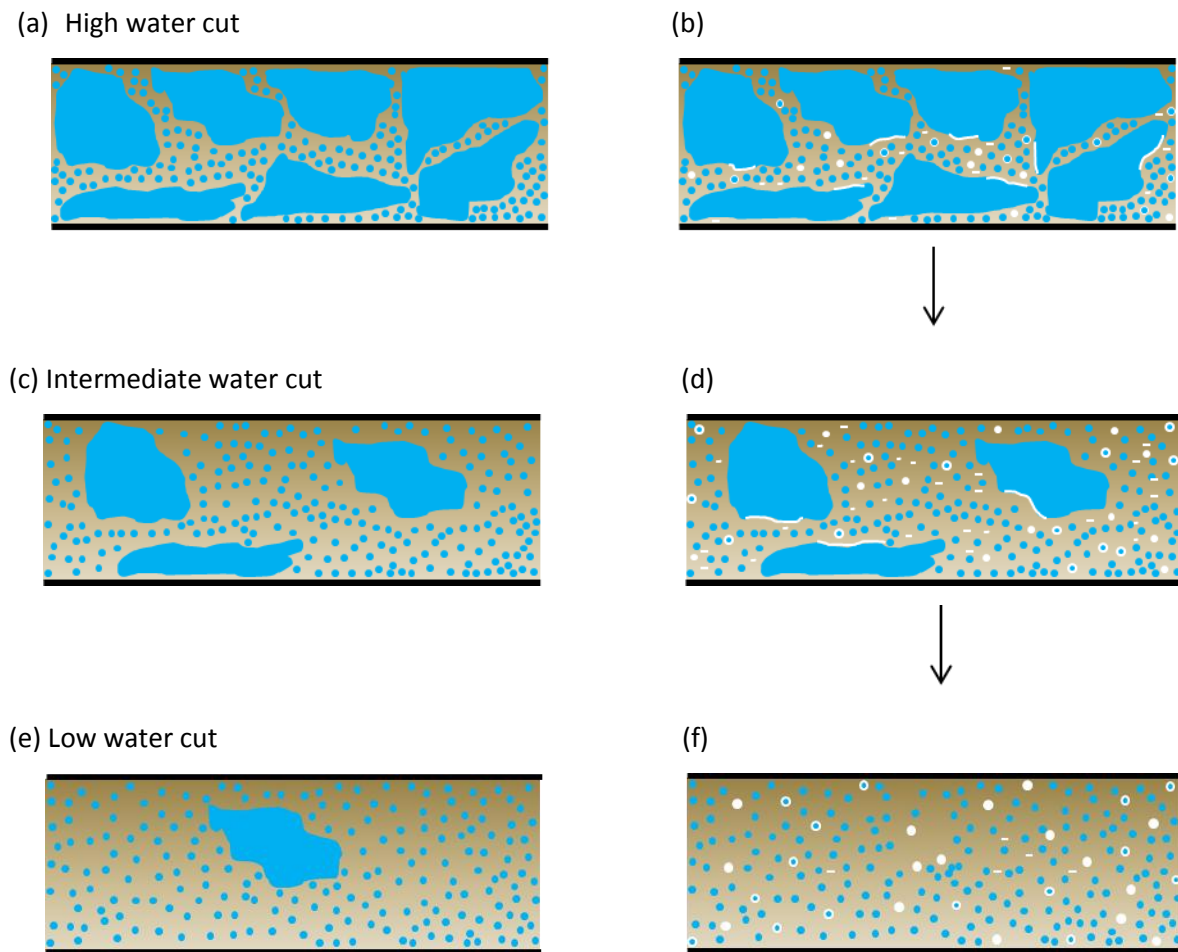 (a) High water cut
(b)
(c) Intermediate water cut
(d)
(e) Low water cut
(f)